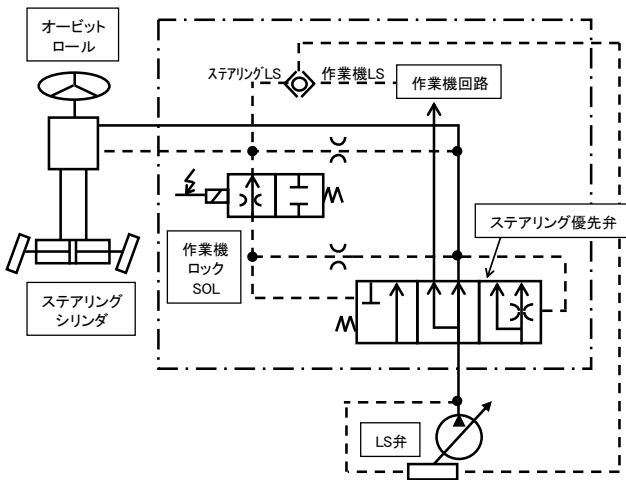 オービット
ロール
ステアリングLS
作業機LS
作業機回路
ステアリング優先弁
作業機
ロック
SOL
ステアリング
シリンダ
LS弁